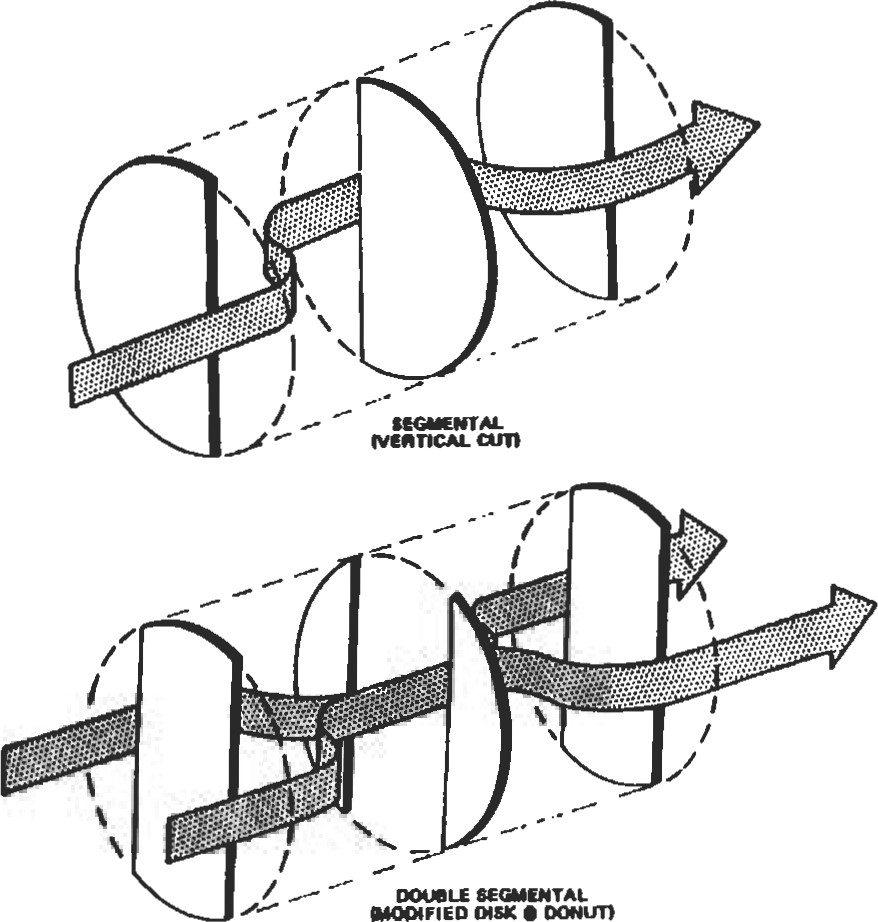 SEGMENTAL
(VERTICAL CUT)
DOUBLE SEGMENTAL
(MODIFIED DISK @ DONUT)